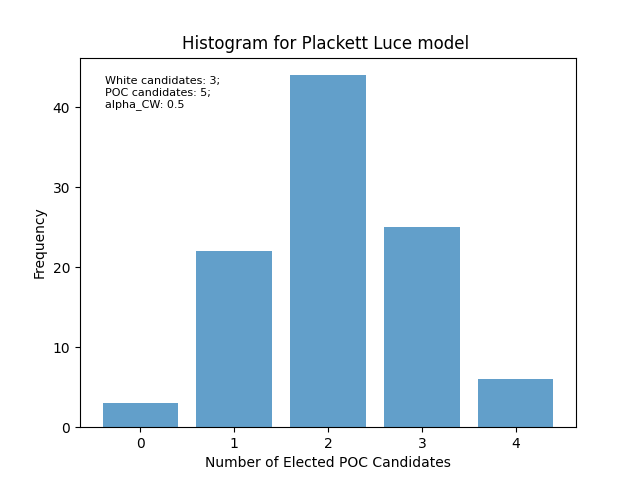 Histogram for Plackett Luce model
White candidates: 3;
POC candidates: 5;
alpha_CW: 0.5
Frequency
40
30
20
10
0
0 1 2 3 4
Number of Elected POC Candidates